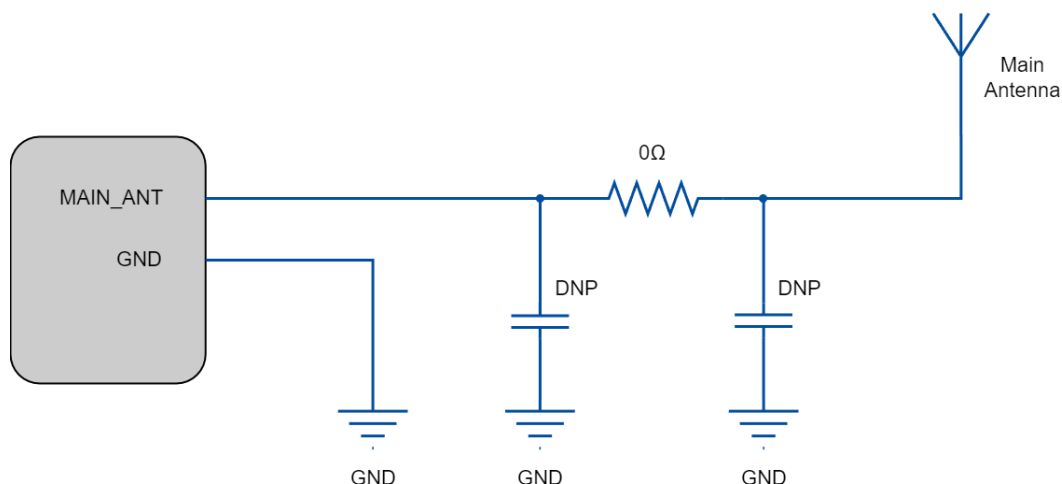 Main
Antenna
0Ω
MAIN_ANT
GND
DNP
DNP
GND
GND
GND